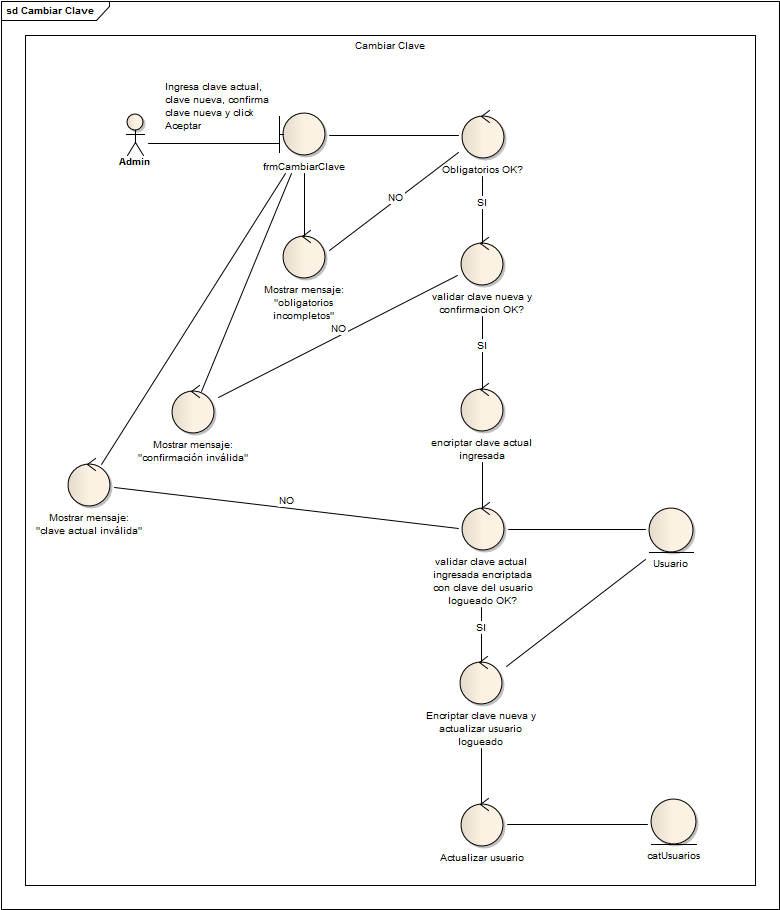 sd Cambiar Clave
Cambiar Clave
Ingresa clave actual,
clave nueva, confirma
clave nueva y click
Aceptar
Admin
frmCambiarClave
Obligatorios OK?
NO
SI
Mostrar mensaje:
"obligatorios
incompletos"
validar clave nueva y
confirmacion OK?
NO
SI
Mostrar mensaje:
"confirmación inválida"
encriptar clave actual
ingresada
Mostrar mensaje:
"clave actual inválida"
NO
validar clave actual
ingresada encriptada
con clave del usuario
logueado OK?
Usuario
SI
Encriptar clave nueva y
actualizar usuario
logueado
Actualizar usuario
catUsuarios